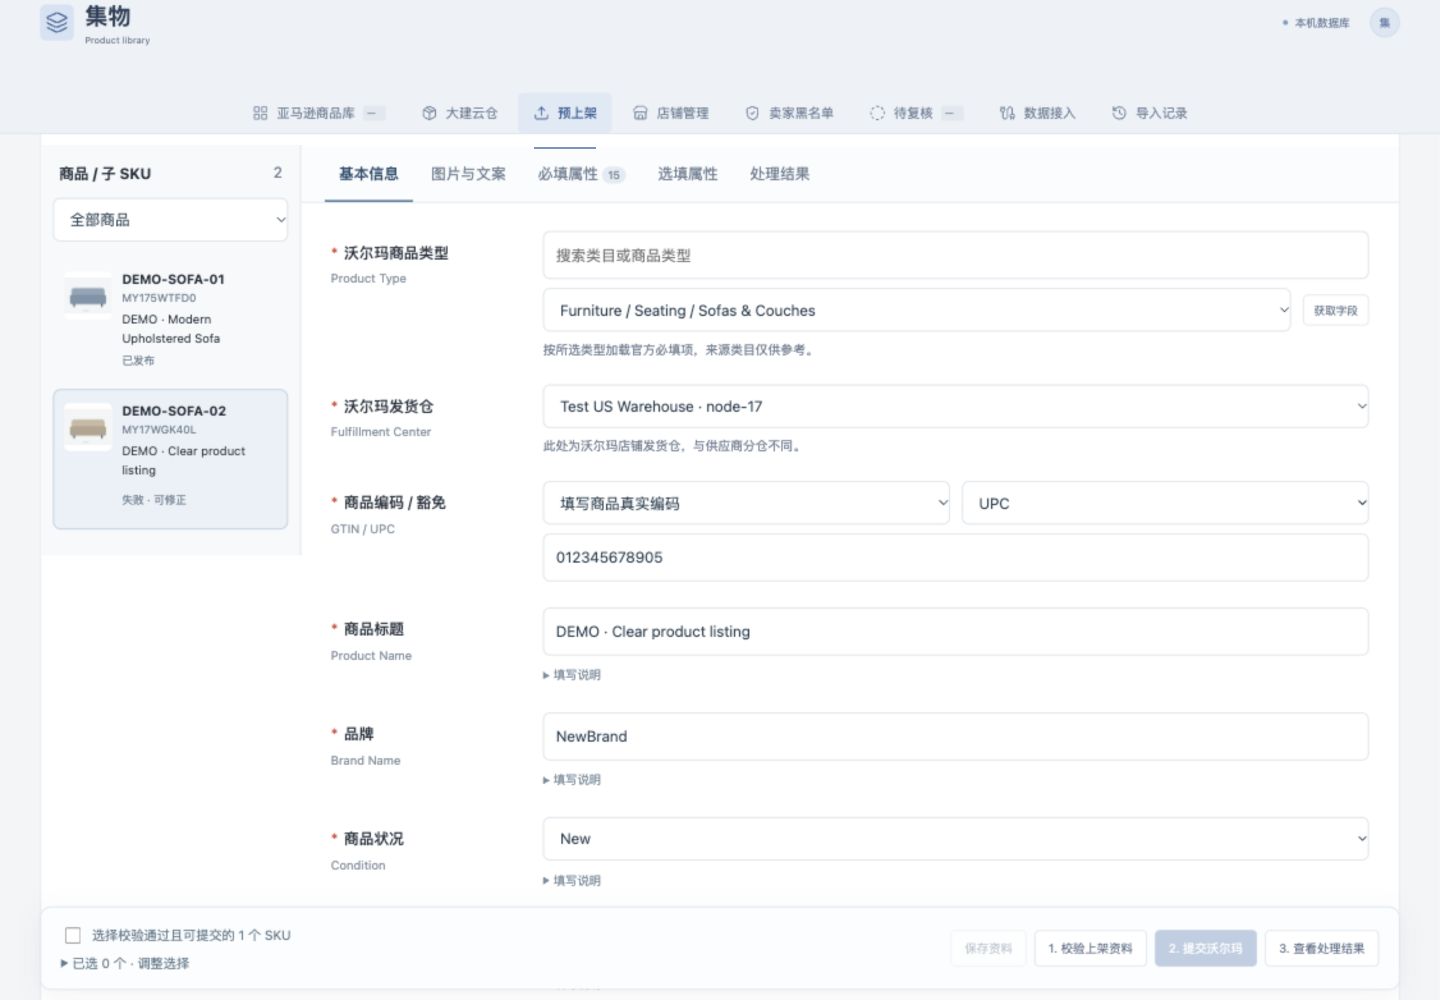 集物
Product library
本机数据库
集
亚马逊商品库 —
大建云仓
预上架
店铺管理
卖家黑名单
待复核 —
数据接入
导入记录
商品 / 子 SKU 2
全部商品
DEMO-SOFA-01
MY175WTFD0
DEMO · Modern
Upholstered Sofa
已发布
DEMO-SOFA-02
MY17WGK40L
DEMO · Clear product
listing
失败 · 可修正
基本信息
图片与文案
必填属性 15
选填属性
处理结果
* 沃尔玛商品类型
Product Type
搜索类目或商品类型
Furniture / Seating / Sofas & Couches
获取字段
按所选类型加载官方必填项，来源类目仅供参考。
* 沃尔玛发货仓
Fulfillment Center
Test US Warehouse · node-17
此处为沃尔玛店铺发货仓，与供应商分仓不同。
* 商品编码 / 豁免
GTIN / UPC
填写商品真实编码
UPC
012345678905
* 商品标题
Product Name
DEMO · Clear product listing
填写说明
* 品牌
Brand Name
NewBrand
填写说明
* 商品状况
Condition
New
填写说明
选择校验通过且可提交的 1 个 SKU
已选 0 个 · 调整选择
保存资料
1. 校验上架资料
2. 提交沃尔玛
3. 查看处理结果